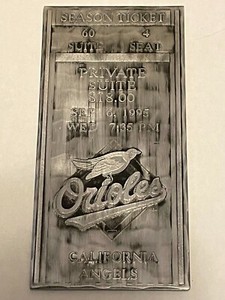 SEASON TICKET
60 4
SUITE SEAT
PRIVATE
SUITE
$18.00
SEP 6, 1995
WED 7:35 PM
Orioles
CALIFORNIA
ANGELS